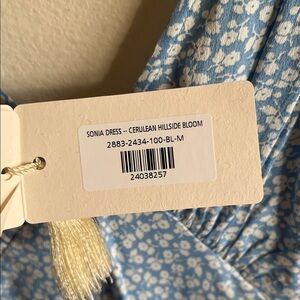 SONIA DRESS -- CERULEAN HILLSIDE BLOOM
2883-2434-100-BL-M
24038257